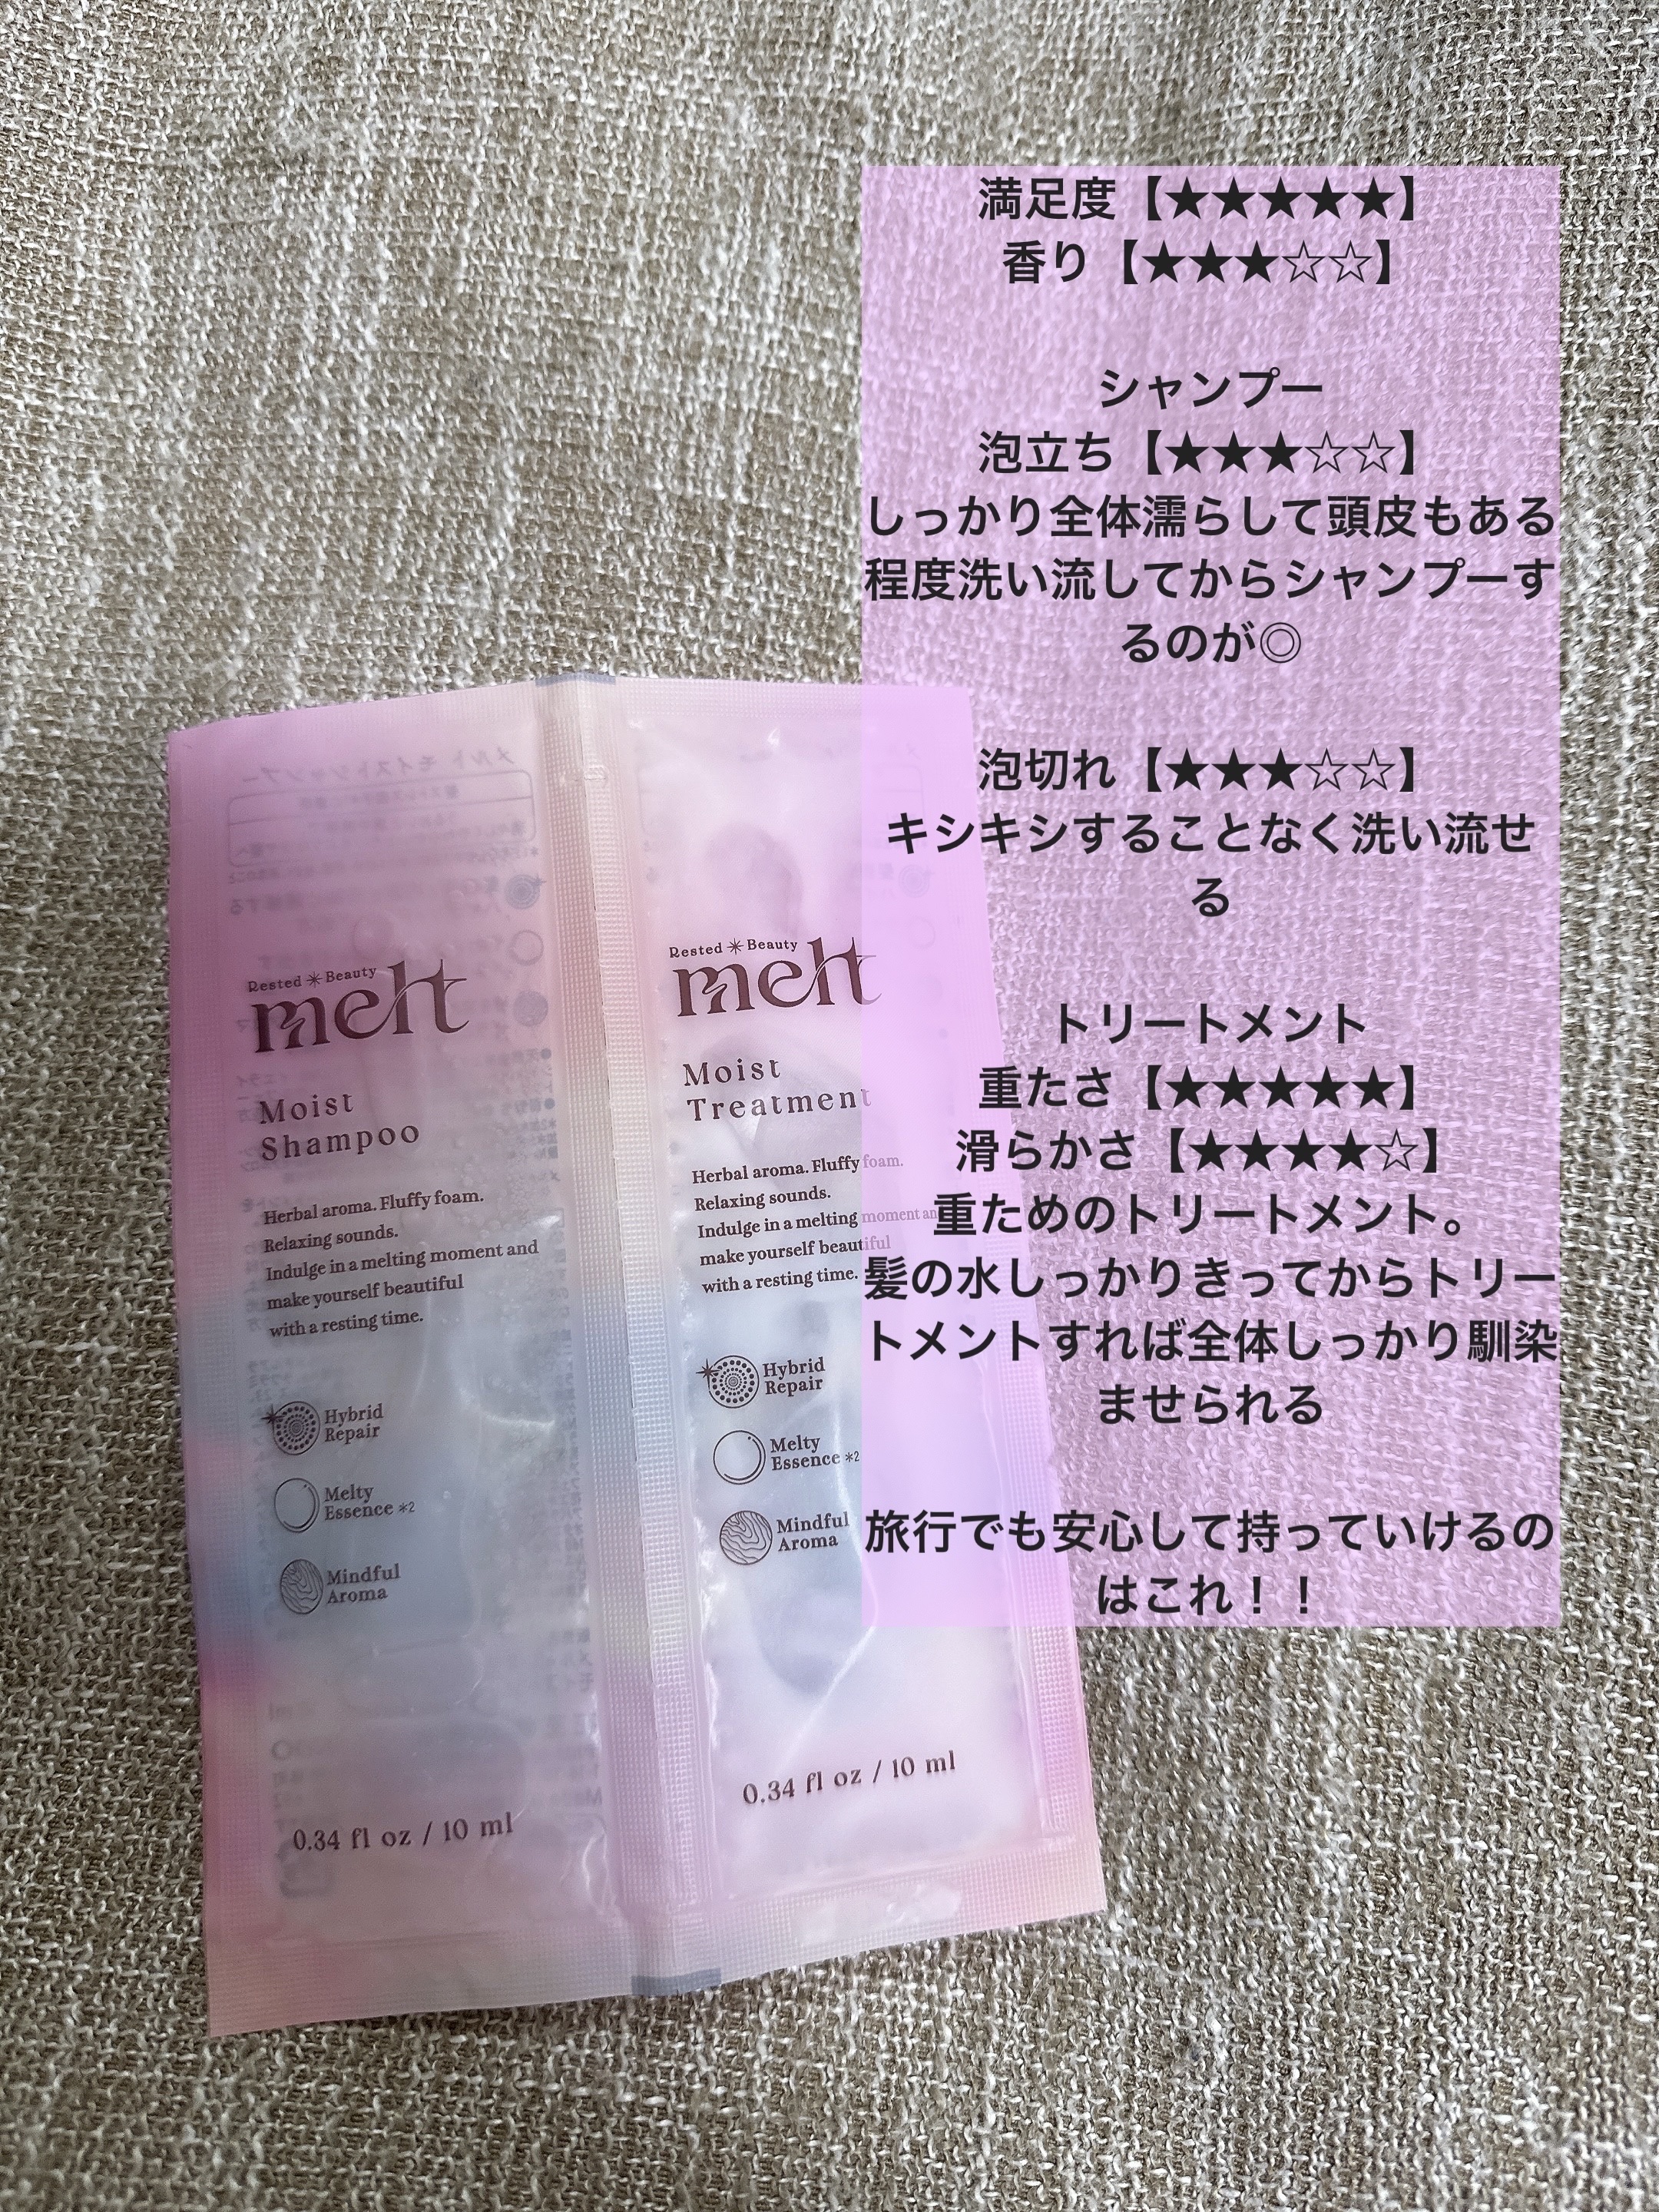 満足度【★★★★★】
香り【★★★☆☆】
シャンプー
泡立ち【★★★☆☆】
しっかり全体濡らして頭皮もある
程度洗い流してからシャンプーす
るのが◎
泡切れ【★★★☆☆】
キシキシすることなく洗い流せ
る
トリートメント
重たさ【★★★★★】
滑らかさ【★★★★☆】
重ためのトリートメント。
髪の水しっかりきってからトリー
トメントすれば全体しっかり馴染
ませられる
旅行でも安心して持っていけるの
はこれ！！
Rested Beauty
melt
Moist
Shampoo
Herbal aroma. Fluffy foam.
Relaxing sounds.
Indulge in a melting moment and
make yourself beautiful
with a resting time.
Hybrid
Repair
Melty
Essence *2
Mindful
Aroma
0.34 fl oz / 10 ml
Rested Beauty
melt
Moist
Treatment
Herbal aroma. Fluffy foam.
Relaxing sounds.
Indulge in a melting moment an
make yourself beautiful
with a resting time.
Hybrid
Repair
Melty
Essence *2
Mindful
Aroma
0.34 fl oz / 10 ml